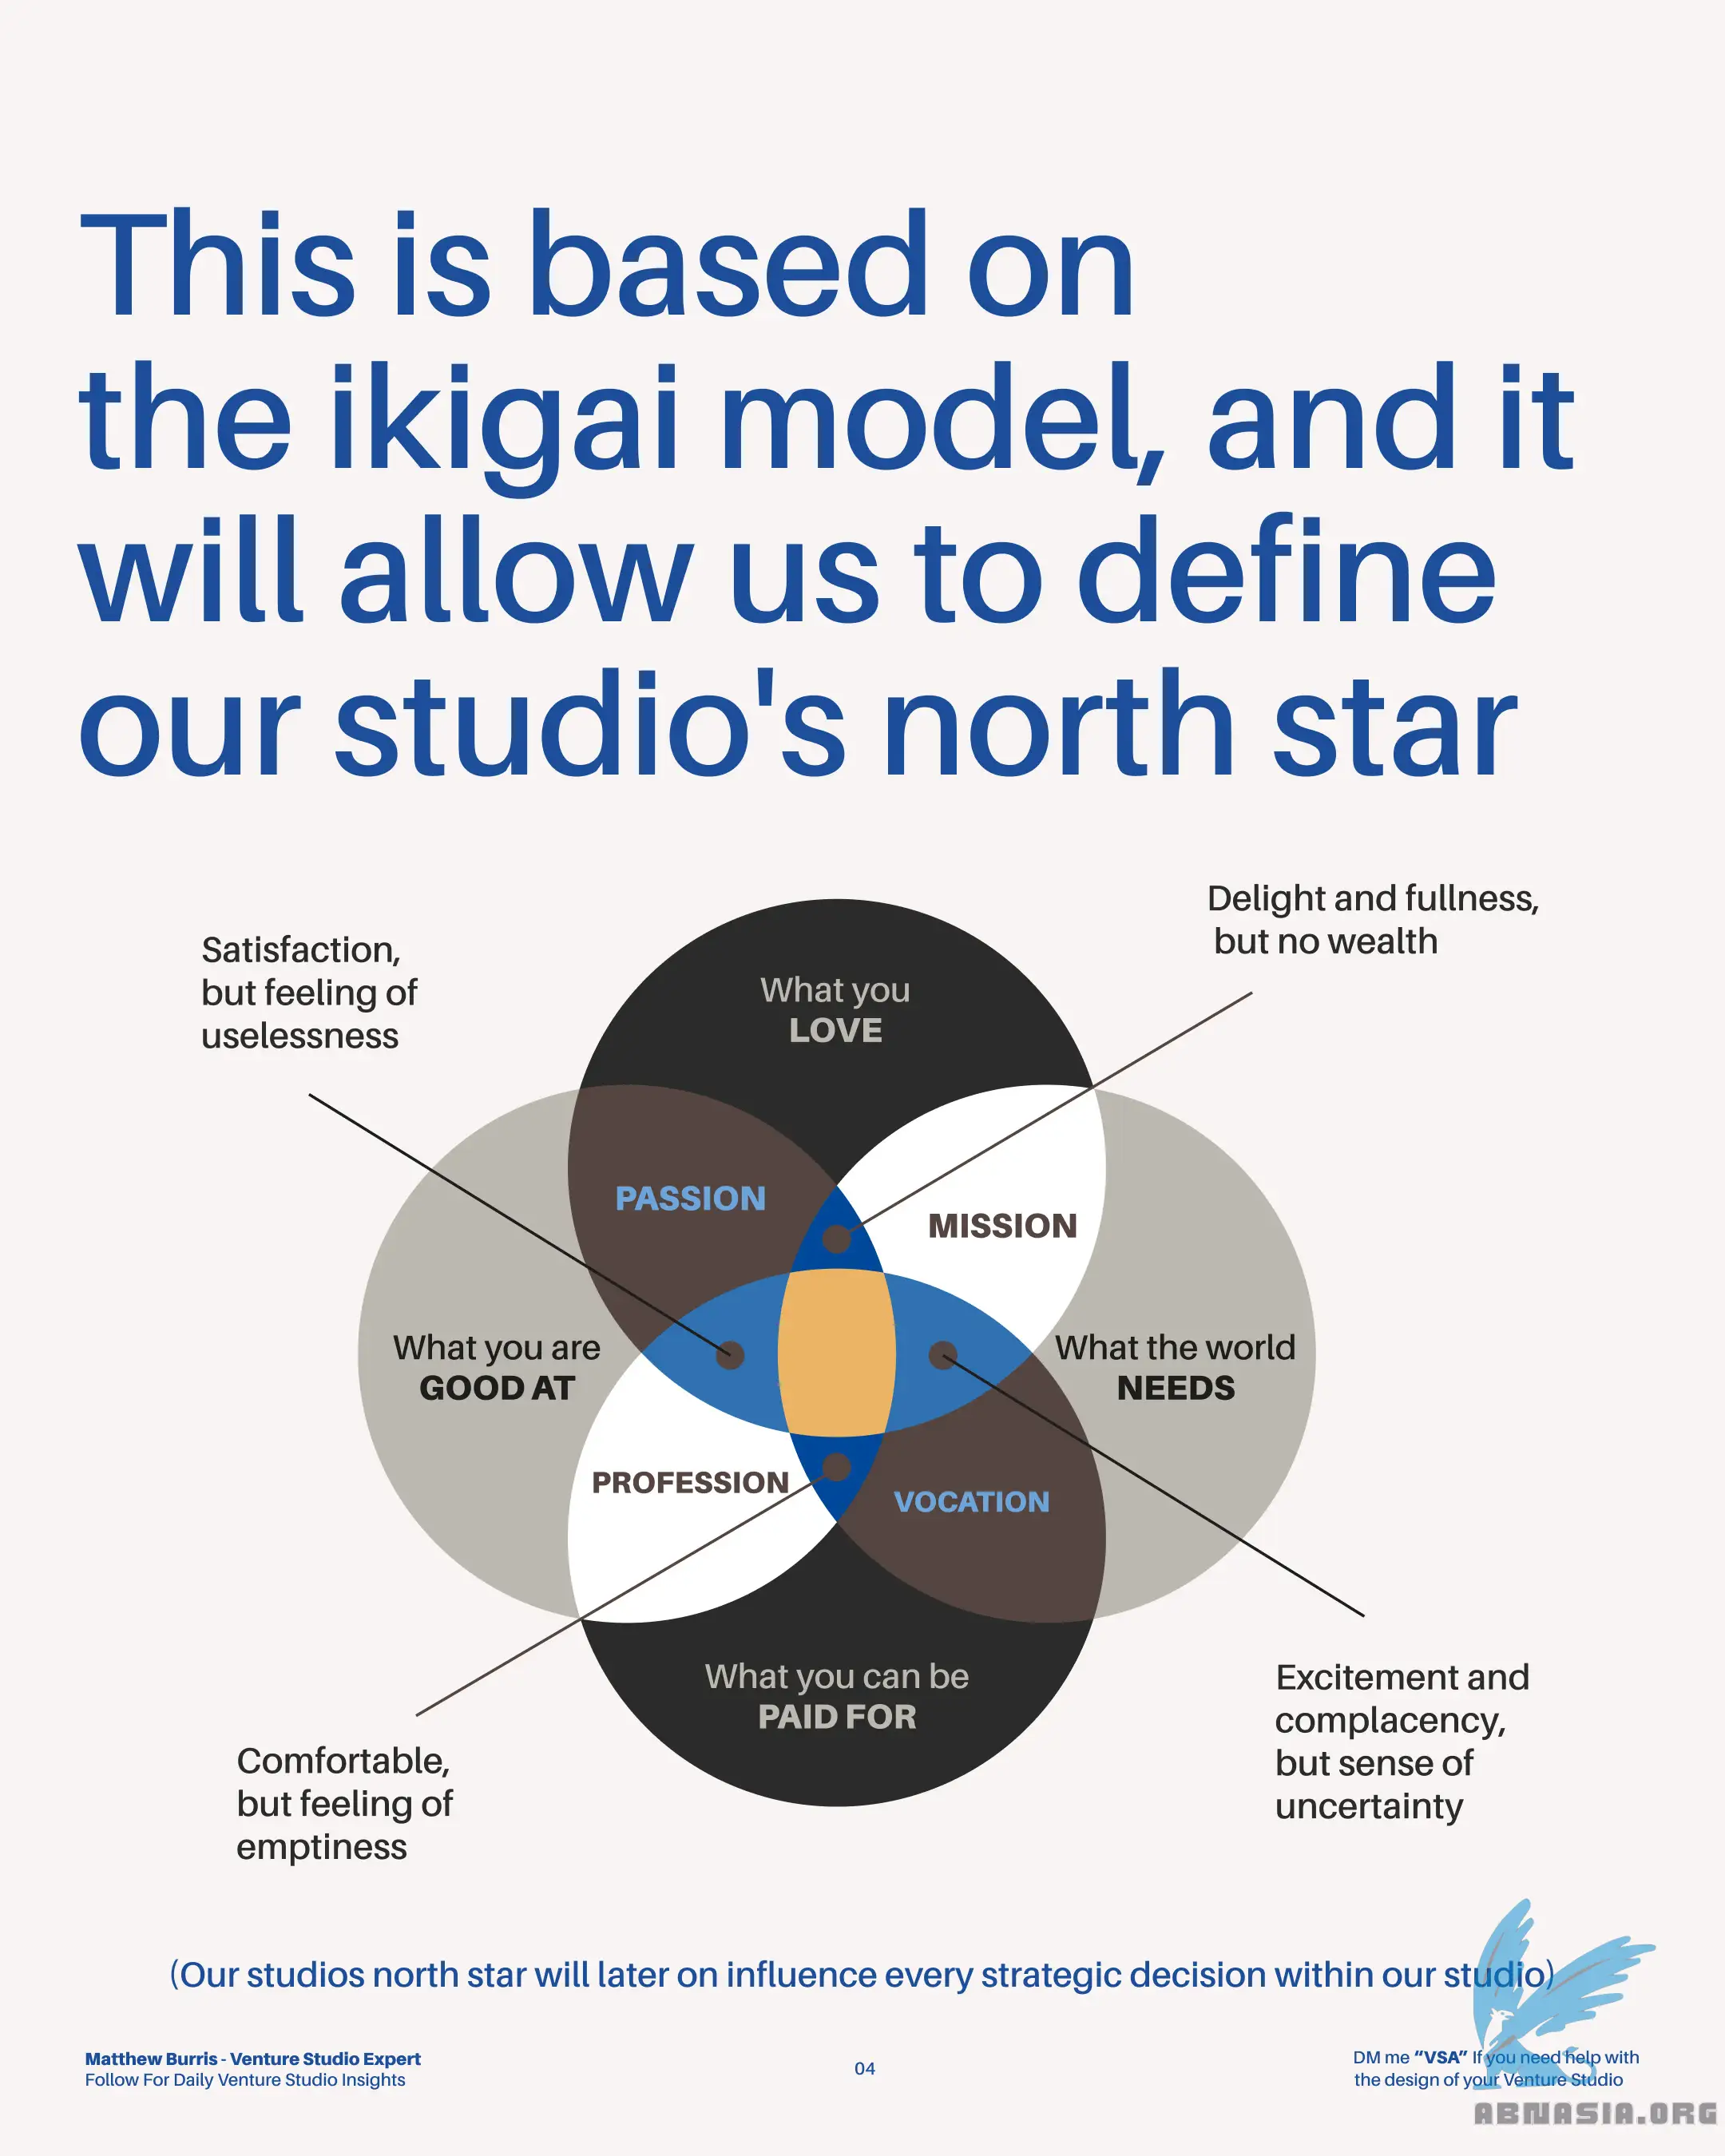 This is based on
the ikigai model, and it
will allow us to define
our studio's north star
Delight and fullness,
but no wealth
Satisfaction,
but feeling of
uselessness
What you
LOVE
PASSION
MISSION
What you are
GOOD AT
What the world
NEEDS
PROFESSION
VOCATION
What you can be
PAID FOR
Excitement and
complacency,
but sense of
uncertainty
Comfortable,
but feeling of
emptiness
(Our studios north star will later on influence every strategic decision within our studio)
Matthew Burris - Venture Studio Expert
Follow For Daily Venture Studio Insights
04
DM me “VSA” If you need help with
the design of your Venture Studio
ABNASIA.ORG